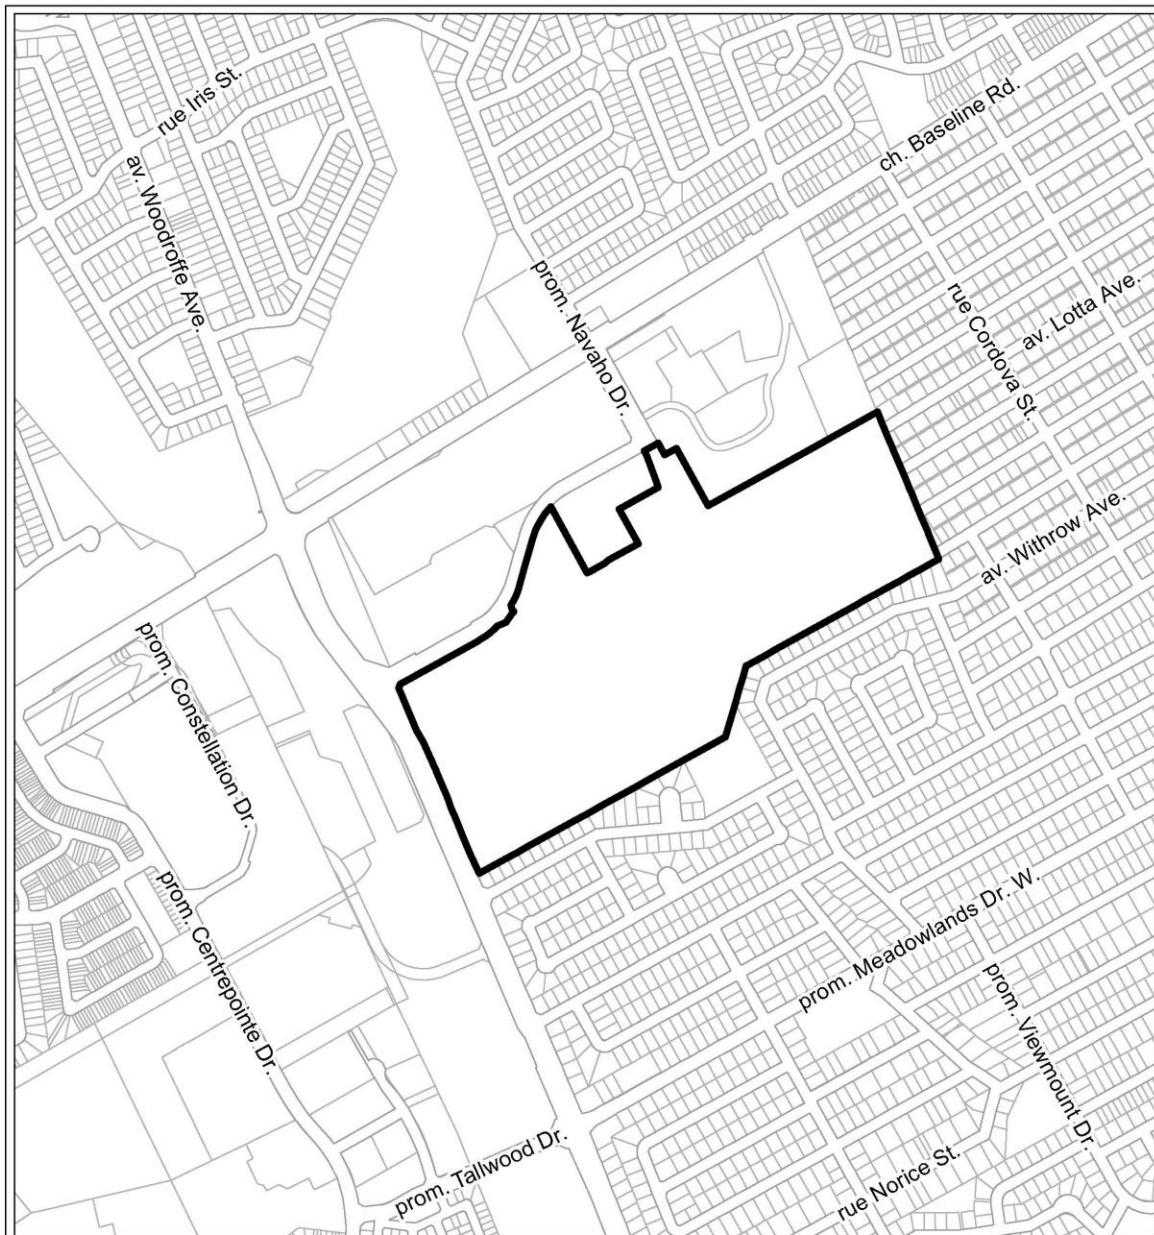 rue Iris St.
ch. Baseline Rd.
av. Woodroffe Ave.
prom. Navaho Dr.
rue Cordova St.
av. Lotta Ave.
av. Withrow Ave.
prom. Constellation Dr.
prom. Centrepointe Dr.
prom. Meadowlands Dr. W.
prom. Viewmount Dr.
prom. Tallwood Dr.
rue Norice St.